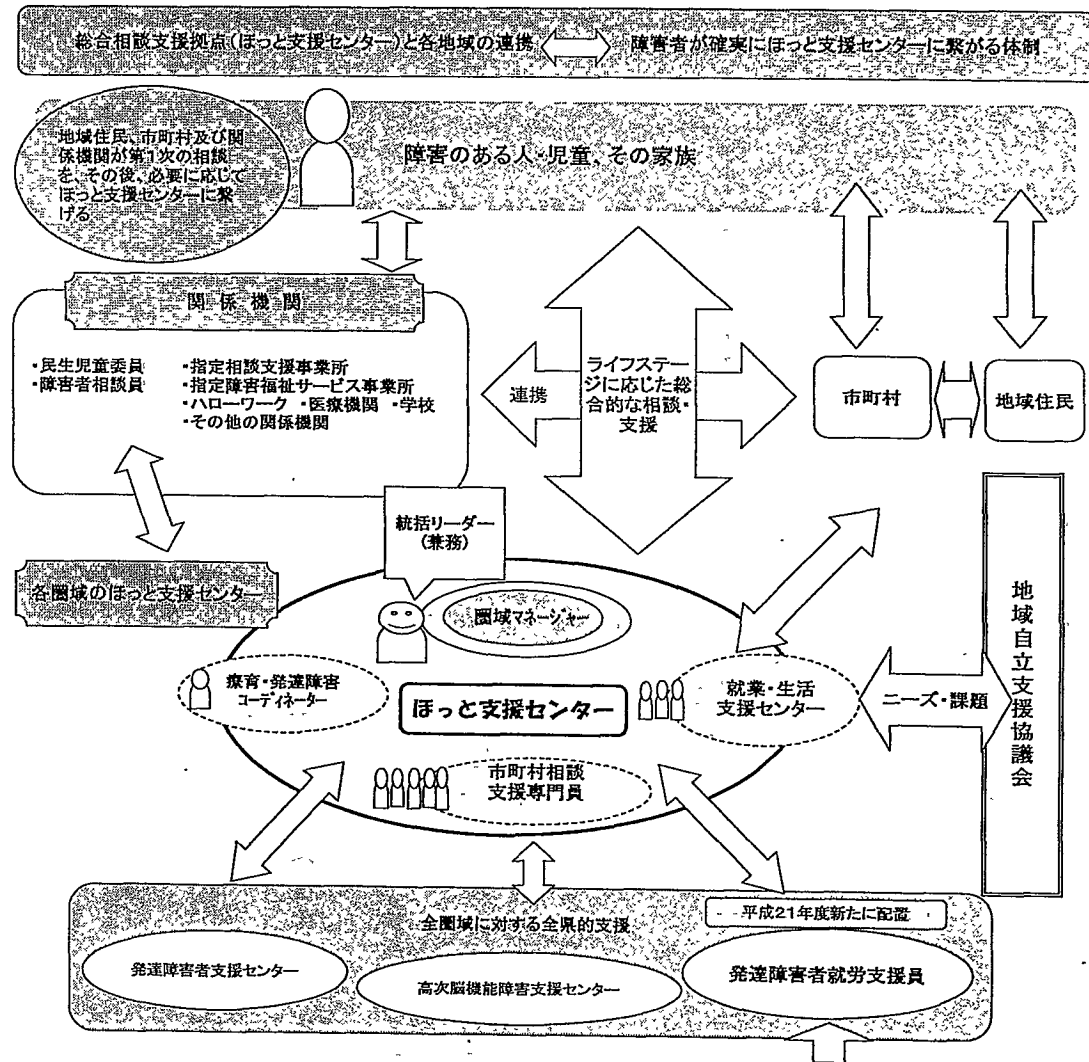 総合相談支援拠点(ほっと支援センター)と各地域の連携
障害者が確実にほっと支援センターに繋がる体制
地域住民、市町村及び関
係機関が第1次の相談
を、その後、必要に応じて
ほっと支援センターに繋
げる
障害のある人・児童、その家族
関係機関
・民生児童委員
・障害者相談員
・指定相談支援事業所
・指定障害福祉サービス事業所
・ハローワーク ・医療機関 ・学校
・その他の関係機関
連携
ライフステー
ジに応じた総
合的な相談・
支援
市町村
地域住民
統括リーダー
(兼務)
各圏域のほっと支援センター
圏域マネージャー
療育・発達障害
コーディネーター
ほっと支援センター
就業・生活
支援センター
市町村相談
支援専門員
ニーズ・課題
地域自立支援協議会
全圏域に対する全県的支援
平成21年度新たに配置
発達障害者支援センター
高次脳機能障害支援センター
発達障害者就労支援員